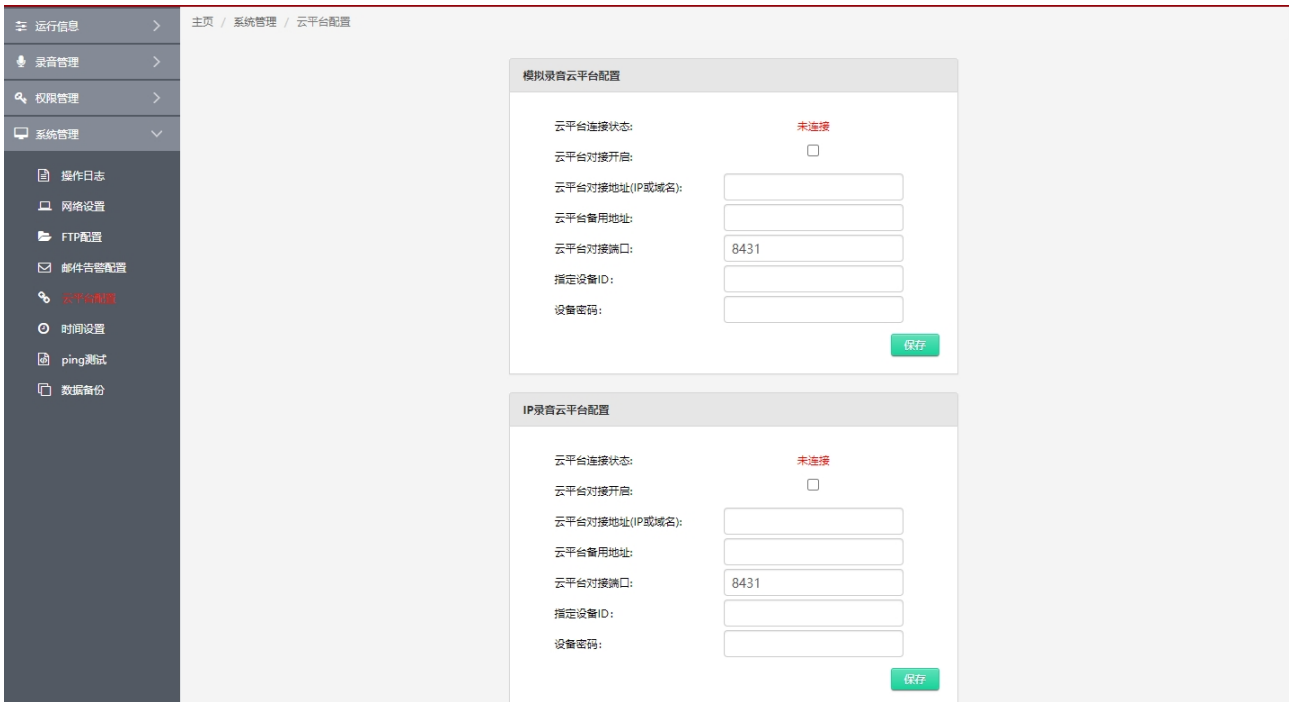 运行信息
录音管理
权限管理
系统管理
操作日志
网络设置
FTP配置
邮件告警配置
云平台配置
时间设置
ping测试
数据备份
主页 / 系统管理 / 云平台配置
模拟录音云平台配置
云平台连接状态: 未连接
云平台对接开启:
云平台对接地址(IP或域名):
云平台备用地址:
云平台对接端口: 8431
指定设备ID:
设备密码:
保存
IP录音云平台配置
云平台连接状态: 未连接
云平台对接开启:
云平台对接地址(IP或域名):
云平台备用地址:
云平台对接端口: 8431
指定设备ID:
设备密码:
保存